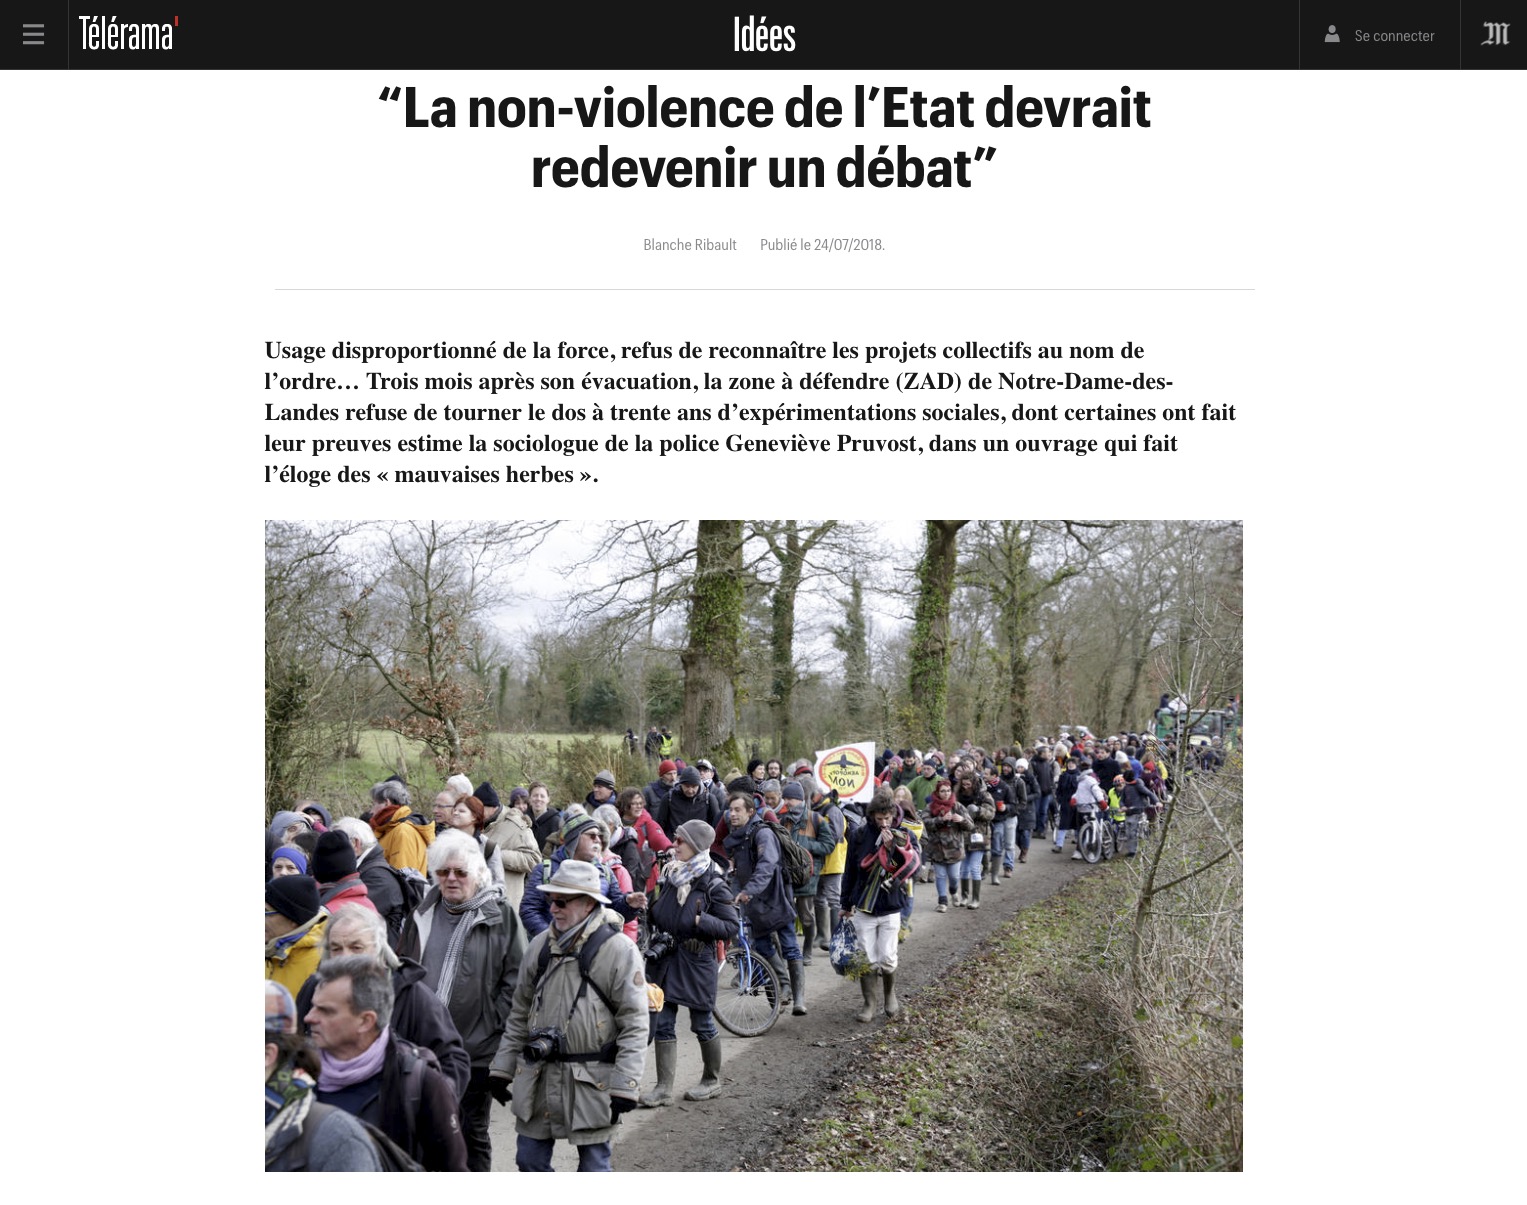 Télérama'
Idées
Se connecter
M
“La non-violence de l’Etat devrait
redevenir un débat”
Blanche Ribault Publié le 24/07/2018.
Usage disproportionné de la force, refus de reconnaître les projets collectifs au nom de
l’ordre… Trois mois après son évacuation, la zone à défendre (ZAD) de Notre-Dame-des-
Landes refuse de tourner le dos à trente ans d’expérimentations sociales, dont certaines ont fait
leur preuves estime la sociologue de la police Geneviève Pruvost, dans un ouvrage qui fait
l’éloge des « mauvaises herbes ».
NON